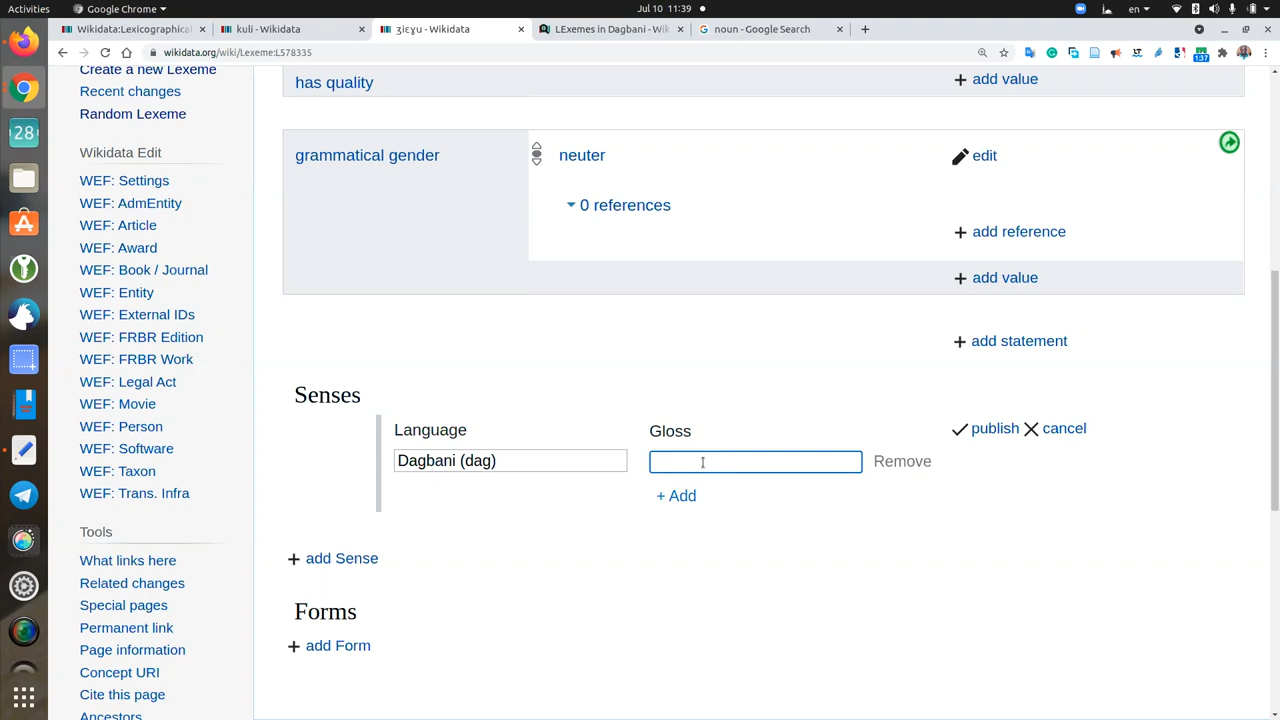 Activities
Google Chrome
Jul 10 11:39
en
Wikidata:Lexicographical
kuli - Wikidata
ʒiɛɣu - Wikidata
LExemes in Dagbani - Wik
noun - Google Search
wikidata.org/wiki/Lexeme:L578335
1:37
28
Create a new Lexeme
Recent changes
Random Lexeme
Wikidata Edit
WEF: Settings
WEF: AdmEntity
WEF: Article
WEF: Award
WEF: Book / Journal
WEF: Entity
WEF: External IDs
WEF: FRBR Edition
WEF: FRBR Work
WEF: Legal Act
WEF: Movie
WEF: Person
WEF: Software
WEF: Taxon
WEF: Trans. Infra
Tools
What links here
Related changes
Special pages
Permanent link
Page information
Concept URI
Cite this page
Ancestors
has quality
+ add value
grammatical gender
neuter
edit
0 references
+ add reference
+ add value
+ add statement
Senses
Language
Gloss
publish
cancel
Dagbani (dag)
Remove
+ Add
+ add Sense
Forms
+ add Form